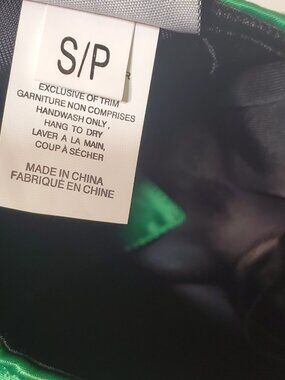 S/P
R
EXCLUSIVE OF TRIM
GARNITURE NON COMPRISES
HANDWASH ONLY,
HANG TO DRY
LAVER A LA MAIN,
COUP À SÉCHER
MADE IN CHINA
FABRIQUÉ EN CHINE